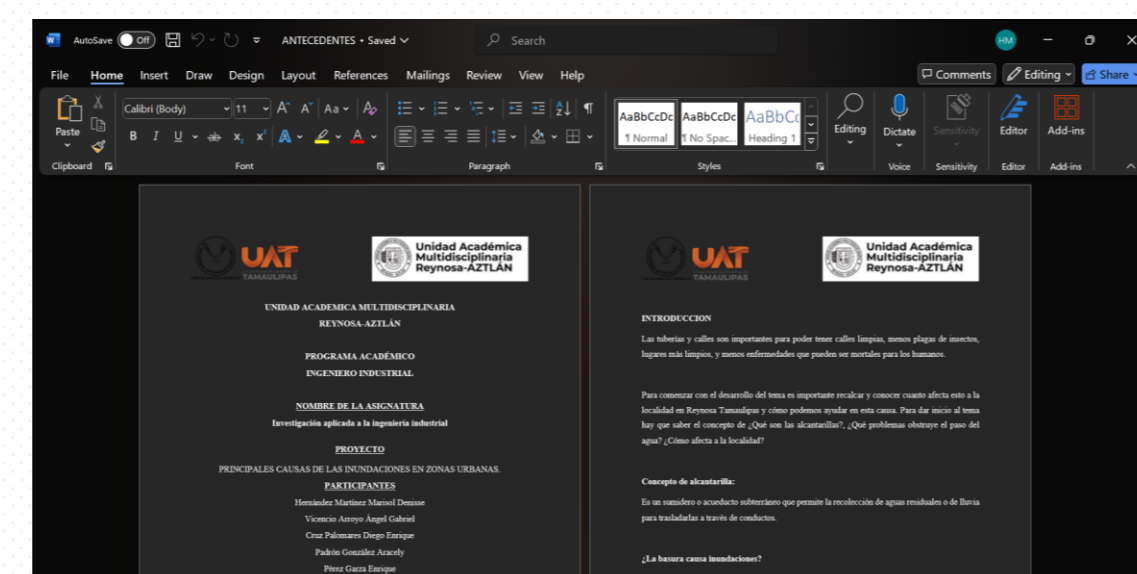 AutoSave Off ANTECEDENTES • Saved Search HM
File Home Insert Draw Design Layout References Mailings Review View Help Comments Editing Share
Calibri (Body) 11 A A Aa A
Paste B I U ab x, x² A A AaBbCcDc AaBbCcDc AaBbCc Editing Dictate Sensitivity Editor Add-ins
¶ Normal ¶ No Spac... Heading 1
Clipboard Font Paragraph Styles Voice Sensitivity Editor Add-ins
UAT
TAMAULIPAS
Unidad Académica
Multidisciplinaria
Reynosa-AZTLÁN
UNIDAD ACADEMICA MULTIDISCIPLINARIA
REYNOSA-AZTLÁN
PROGRAMA ACADÉMICO
INGENIERO INDUSTRIAL
NOMBRE DE LA ASIGNATURA
Investigación aplicada a la ingeniería industrial
PROYECTO
PRINCIPALES CAUSAS DE LAS INUNDACIONES EN ZONAS URBANAS.
PARTICIPANTES
Hernández Martínez Marisol Denisse
Vicencio Arroyo Ángel Gabriel
Cruz Palomares Diego Enrique
Padrón González Aracely
Pérez Garza Enrique
UAT
TAMAULIPAS
Unidad Académica
Multidisciplinaria
Reynosa-AZTLÁN
INTRODUCCION
Las tuberías y calles son importantes para poder tener calles limpias, menos plagas de insectos,
lugares más limpios, y menos enfermedades que pueden ser mortales para los humanos.
Para comenzar con el desarrollo del tema es importante recalcar y conocer cuanto afecta esto a la
localidad en Reynosa Tamaulipas y cómo podemos ayudar en esta causa. Para dar inicio al tema
hay que saber el concepto de ¿Qué son las alcantarillas?, ¿Qué problemas obstruye el paso del
agua? ¿Cómo afecta a la localidad?
Concepto de alcantarilla:
Es un sumidero o acueducto subterráneo que permite la recolección de aguas residuales o de lluvia
para trasladarlas a través de conductos.
¿La basura causa inundaciones?